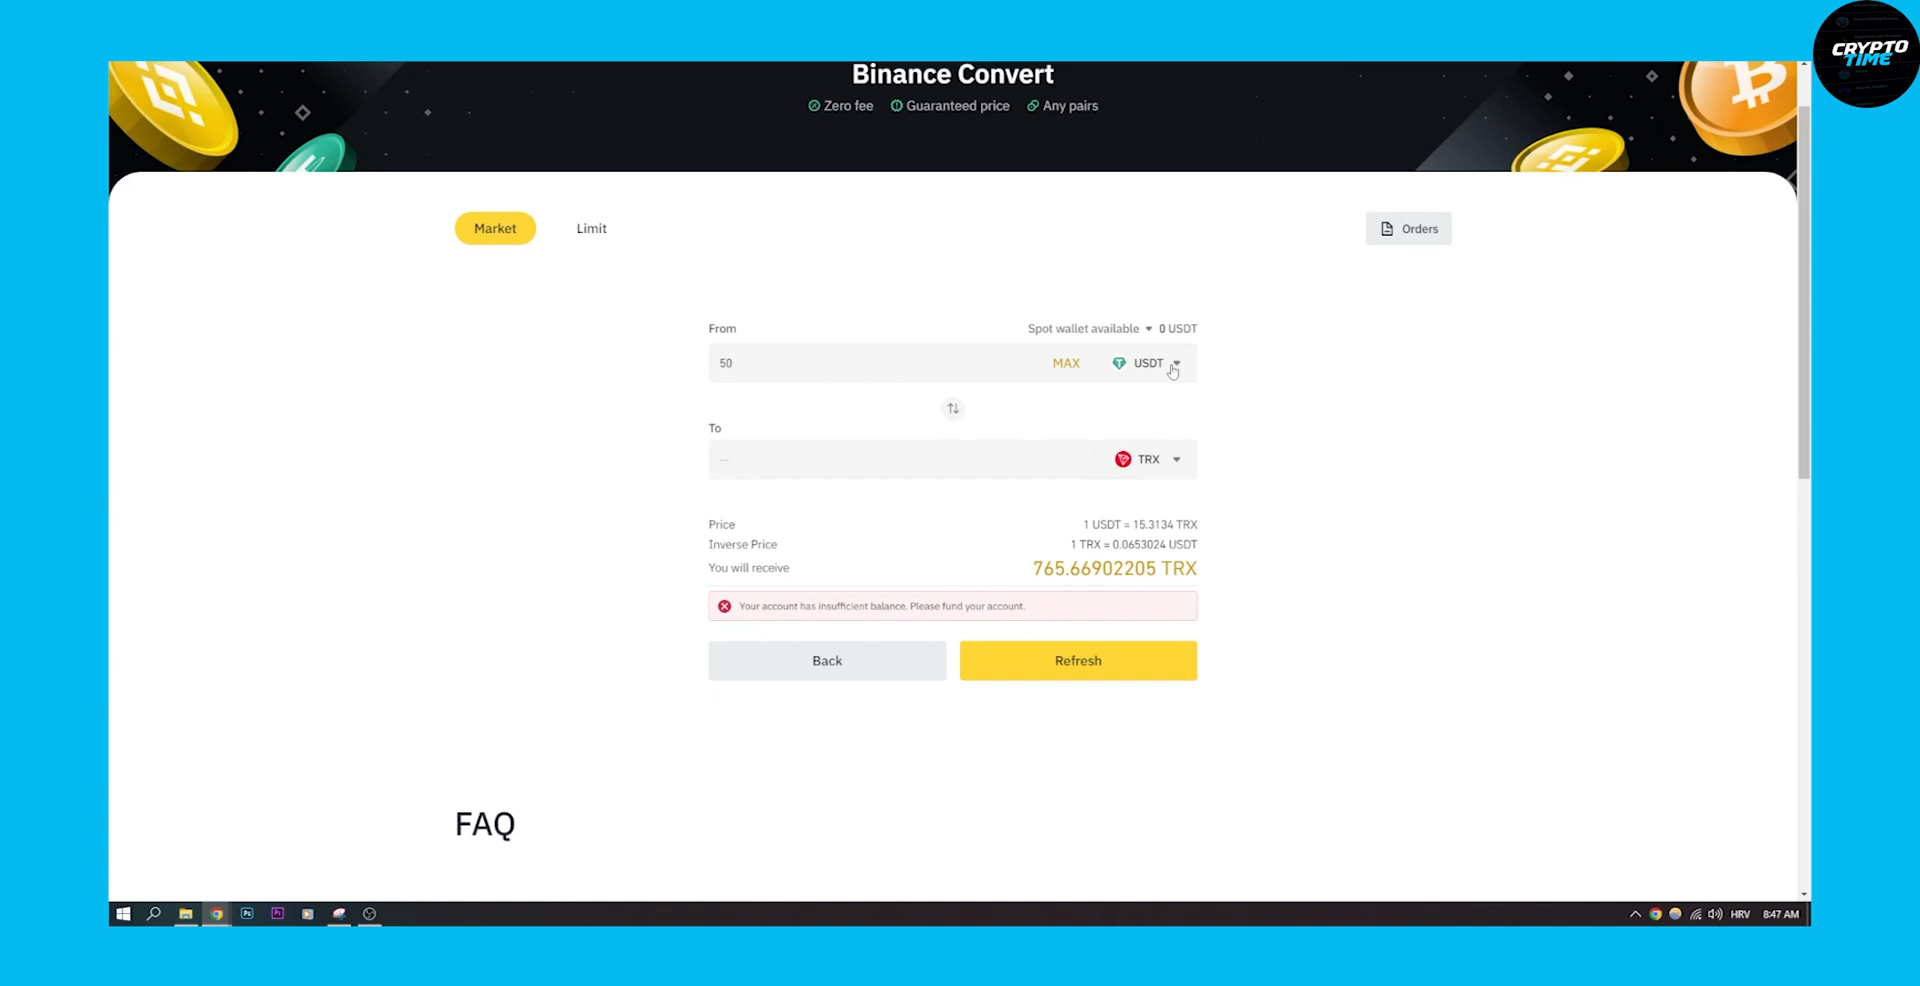 CRYPTO
TIME
Binance Convert
Zero fee Guaranteed price Any pairs
Market Limit Orders
From Spot wallet available 0 USDT
50 MAX USDT
To
-- TRX
Price 1 USDT = 15.3134 TRX
Inverse Price 1 TRX = 0.0653024 USDT
You will receive 765.66902205 TRX
Your account has insufficient balance. Please fund your account.
Back Refresh
FAQ
Ps Pr HRV 8:47 AM